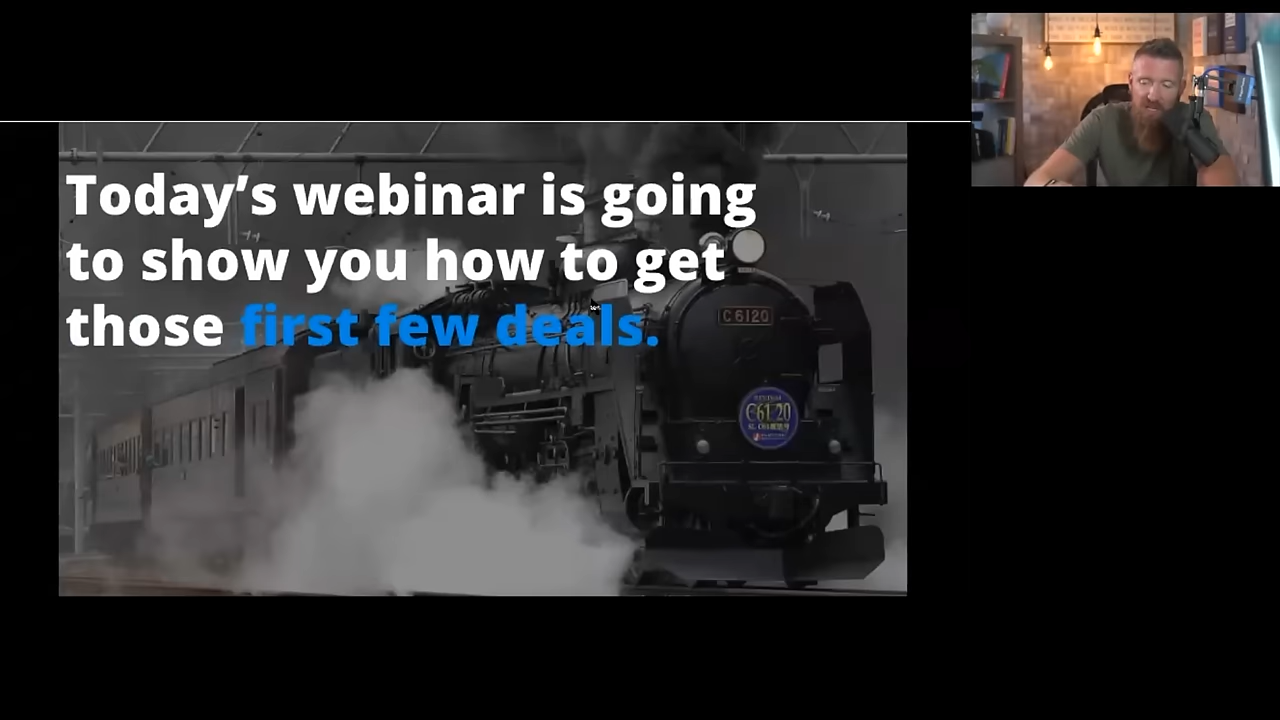 Today’s webinar is going
to show you how to get
those first few deals.
C6120
C61 20